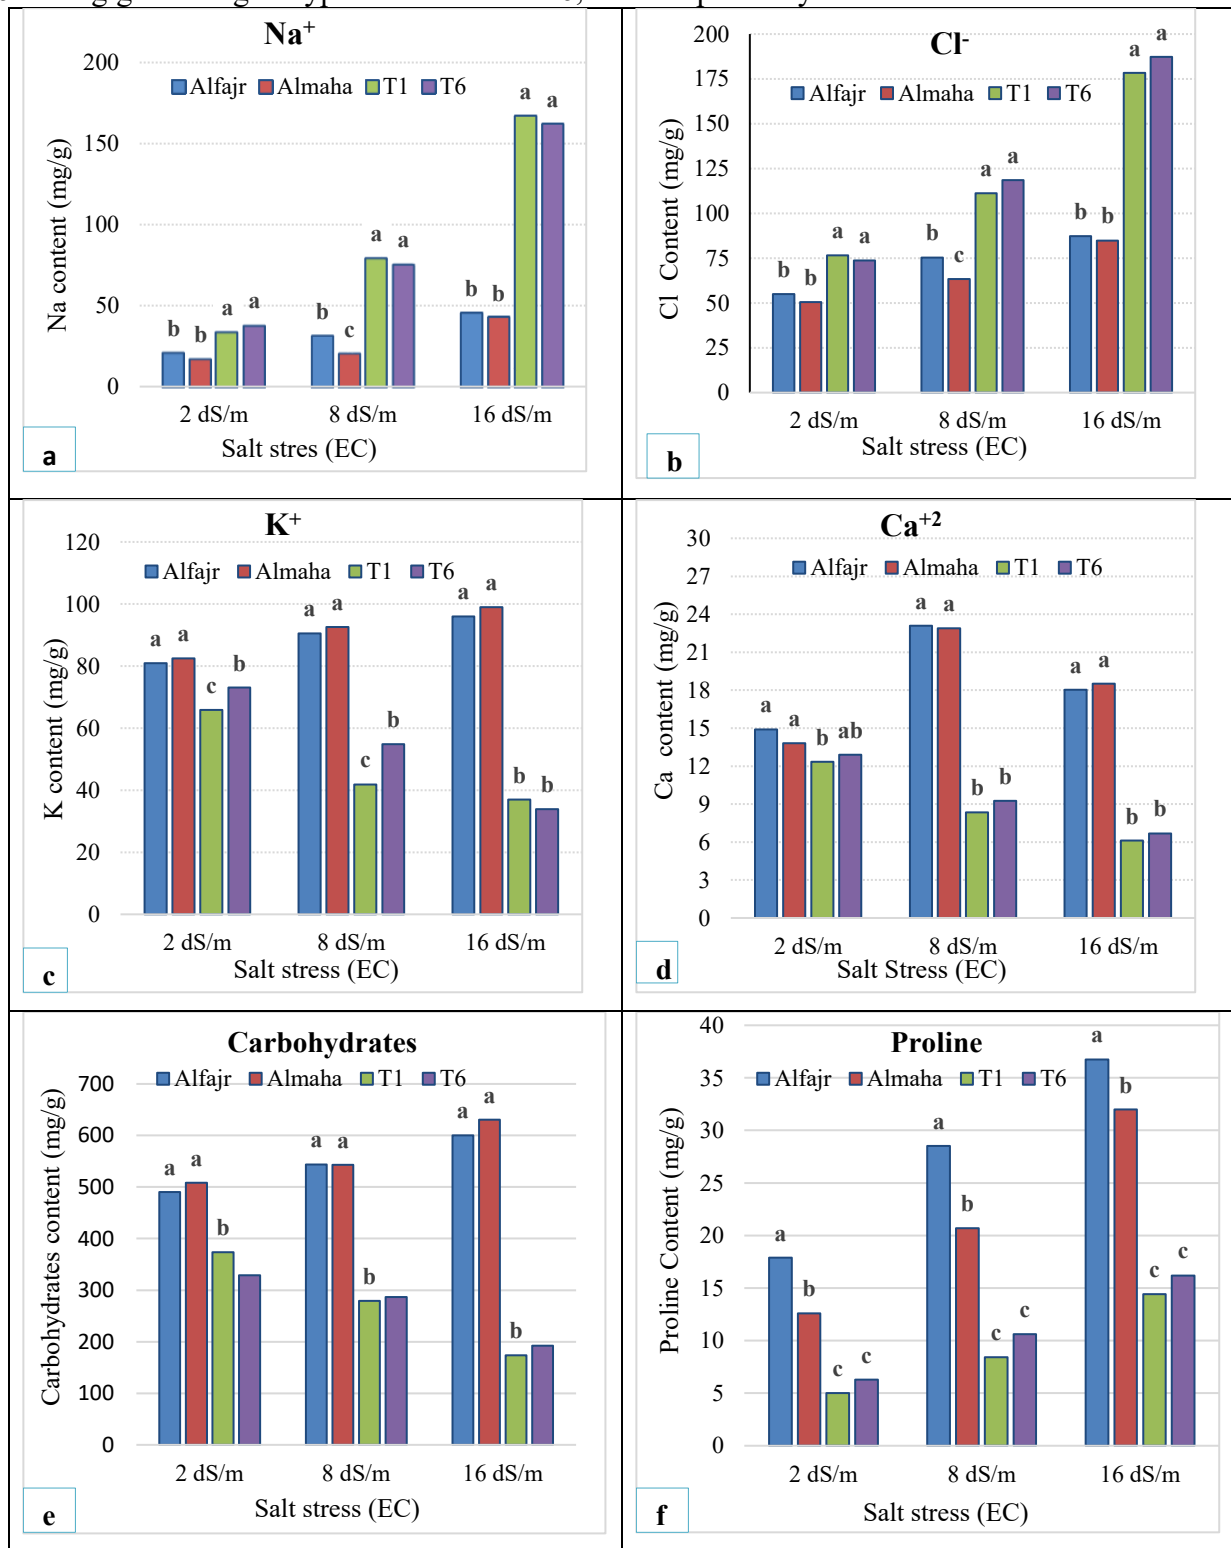 Na+
200
Alfajr Almaha T1 T6
150
100
50
0
Na content (mg/g)
b b a a
b c a a
b b a a
2 dS/m 8 dS/m 16 dS/m
Salt stres (EC)
a
Cl-
200
175
150
125
100
75
50
25
0
Alfajr Almaha T1 T6
Cl Content (mg/g)
b b a a
b c a a
b b a a
2 dS/m 8 dS/m 16 dS/m
Salt stress (EC)
b
K+
120
100
80
60
40
20
0
Alfajr Almaha T1 T6
K content (mg/g)
a a c b
a a c b
a a b b
2 dS/m 8 dS/m 16 dS/m
Salt stress (EC)
c
Ca+2
30
27
24
21
18
15
12
9
6
3
0
Alfajr Almaha T1 T6
Ca content (mg/g)
a a b ab
a a b b
a a b b
2 dS/m 8 dS/m 16 dS/m
Salt Stress (EC)
d
Carbohydrates
700
600
500
400
300
200
100
0
Alfajr Almaha T1 T6
Carbohydrates content (mg/g)
a a b
a a b
a a b
2 dS/m 8 dS/m 16 dS/m
Salt stress (EC)
e
Proline
40
35
30
25
20
15
10
5
0
Alfajr Almaha T1 T6
Proline Content (mg/g)
a b c c
a b c c
a b c c
2 dS/m 8 dS/m 16 dS/m
Salt stress (EC)
f